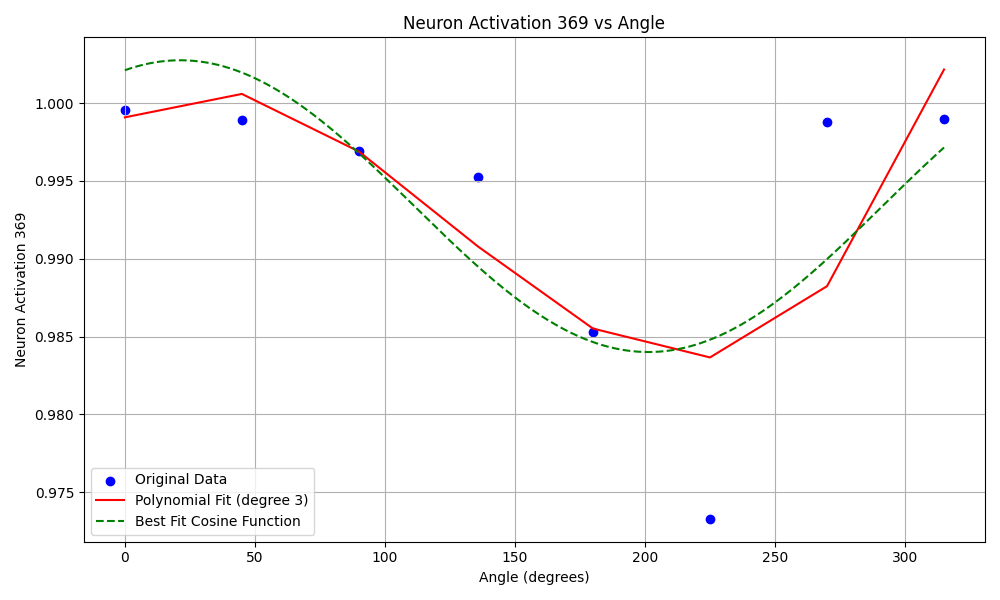 Neuron Activation 369 vs Angle
Neuron Activation 369
1.000
0.995
0.990
0.985
0.980
0.975
Original Data
Polynomial Fit (degree 3)
Best Fit Cosine Function
0 50 100 150 200 250 300
Angle (degrees)